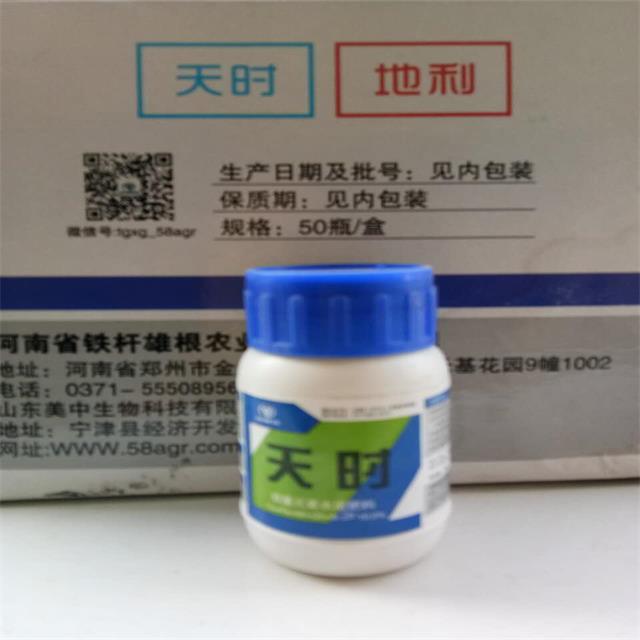 天时
地利
生产日期及批号：见内包装
保质期：见内包装
规格：50瓶/盒
微信号:tgxg_58agr
河南省铁杆雄根农业
地址：河南省郑州市金
基花园9幢1002
电话：0371-55508956
山东美中生物科技有限
地址：宁津县经济开发
网址:WWW.58agr.com
天时